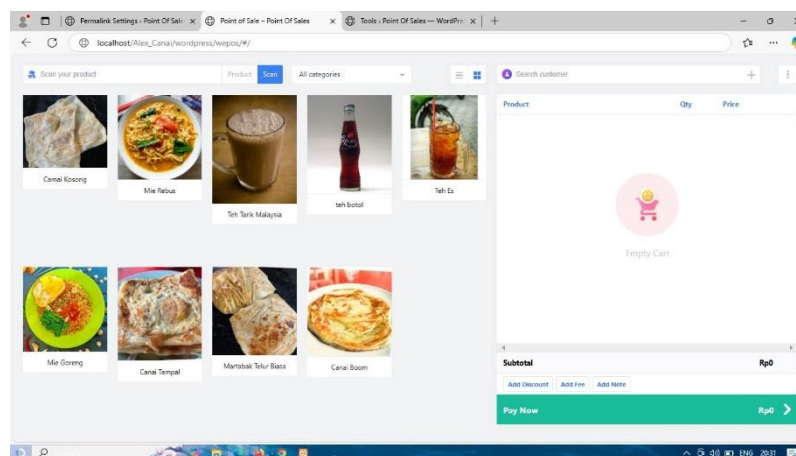 Permalink Settings ‹ Point Of Sale
Point of Sale – Point Of Sales
Tools ‹ Point Of Sales — WordPre
localhost/Alex_Canai/wordpress/wepos/#/
Scan your product
Product
Scan
All categories
Search customer
Product
Qty
Price
Camai Kosong
Mie Rebus
Teh Tarik Malaysia
teh botol
Teh Es
Empty Cart
Mie Goreng
Canai Tampal
Martabak Telur Biasa
Canai Boom
Subtotal
Rp0
Add Discount
Add Fee
Add Note
Pay Now
Rp0
ENG
20:31